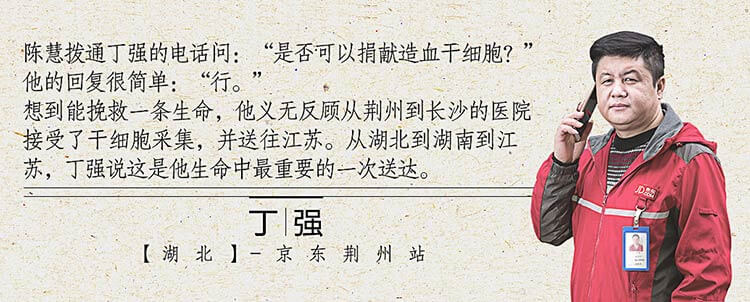 陈慧拨通丁强的电话问：“是否可以捐献造血干细胞？”
他的回复很简单：“行。”
想到能挽救一条生命，他义无反顾从荆州到长沙的医院
接受了干细胞采集，并送往江苏。从湖北到湖南到江
苏，丁强说这是他生命中最重要的一次送达。
丁|强
【湖北】—京东荆州站
JD.COM